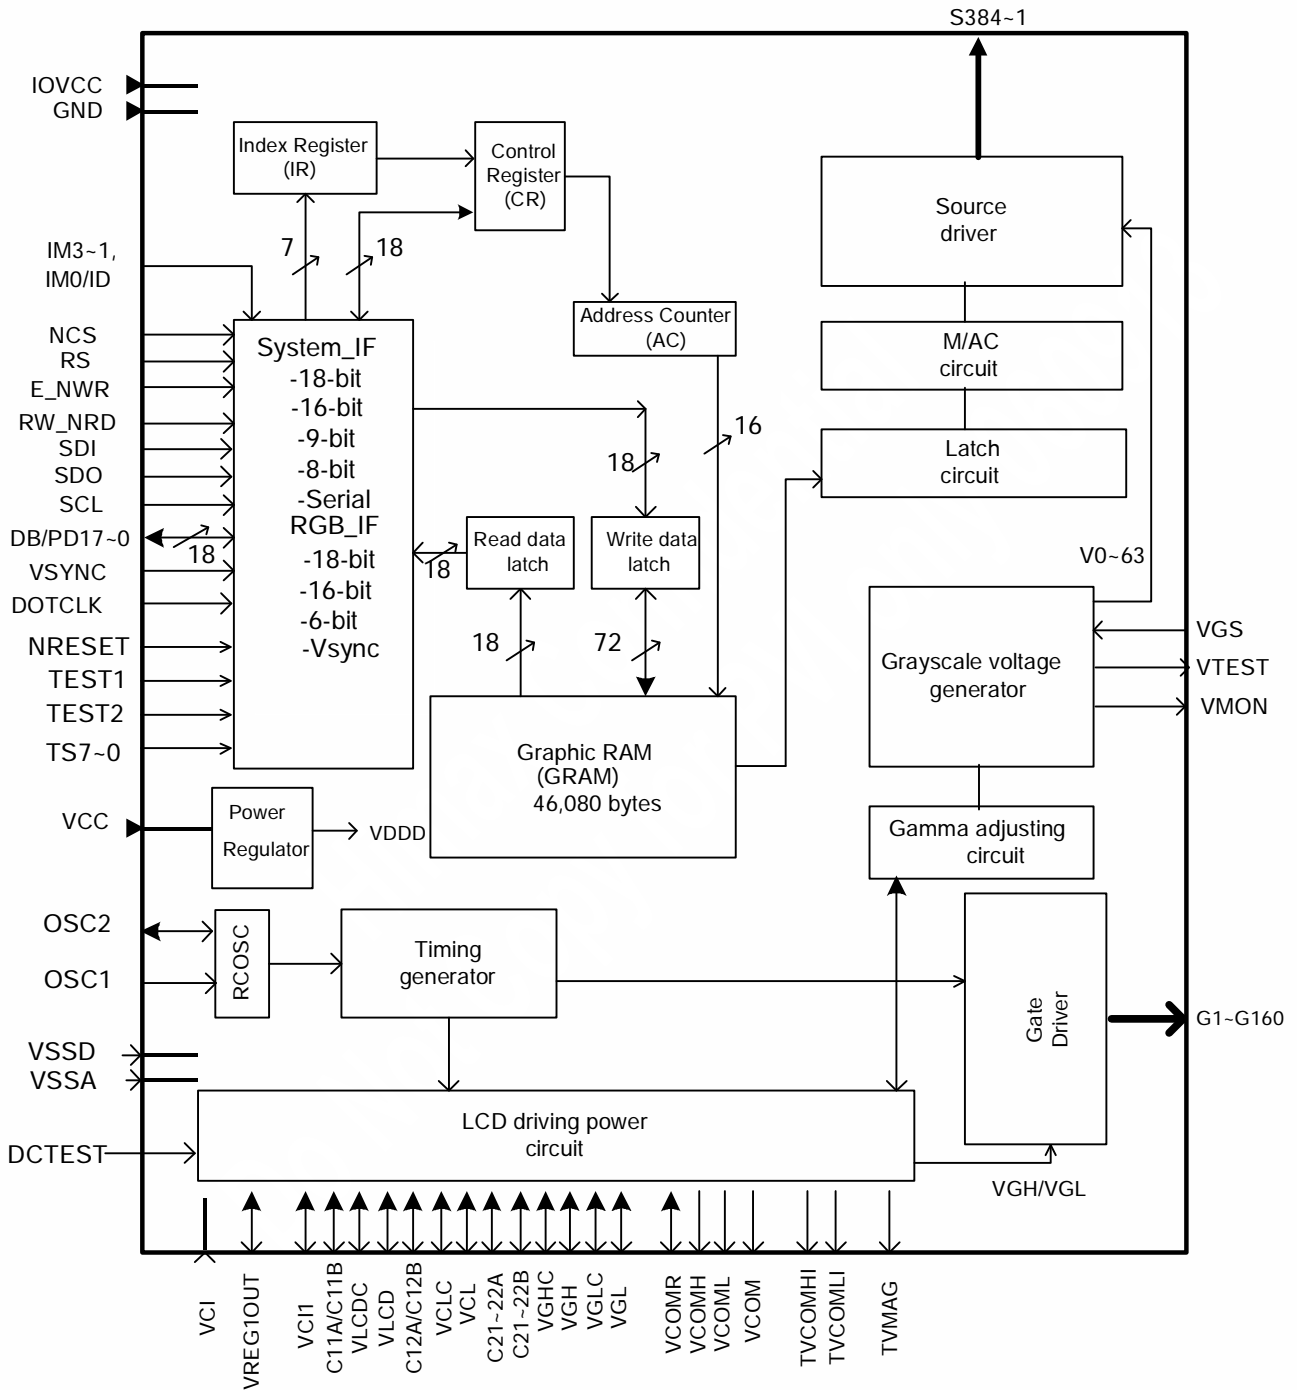 S384~1
IOVCC
GND
Index Register
(IR)
Control
Register
(CR)
Source
driver
IM3~1,
IM0/ID
7
18
Address Counter
(AC)
M/AC
circuit
NCS
RS
E_NWR
RW_NRD
SDI
SDO
SCL
DB/PD17~0
18
VSYNC
DOTCLK
NRESET
TEST1
TEST2
TS7~0
System_IF
-18-bit
-16-bit
-9-bit
-8-bit
-Serial
RGB_IF
-18-bit
-16-bit
-6-bit
-Vsync
16
18
Latch
circuit
Read data
latch
Write data
latch
18
V0~63
18
72
VGS
VTEST
VMON
Grayscale voltage
generator
Graphic RAM
(GRAM)
46,080 bytes
VCC
Power
Regulator
VDDD
Gamma adjusting
circuit
OSC2
OSC1
RCOSC
Timing
generator
Gate
Driver
G1~G160
VSSD
VSSA
DCTEST
LCD driving power
circuit
VGH/VGL
VCI
VREG1OUT
VCI1
C11A/C11B
VLCDC
VLCD
C12A/C12B
VCLC
VCL
C21~22A
C21~22B
VGHC
VGH
VGLC
VGL
VCOMR
VCOMH
VCOML
VCOM
TVCOMHI
TVCOMLI
TVMAG